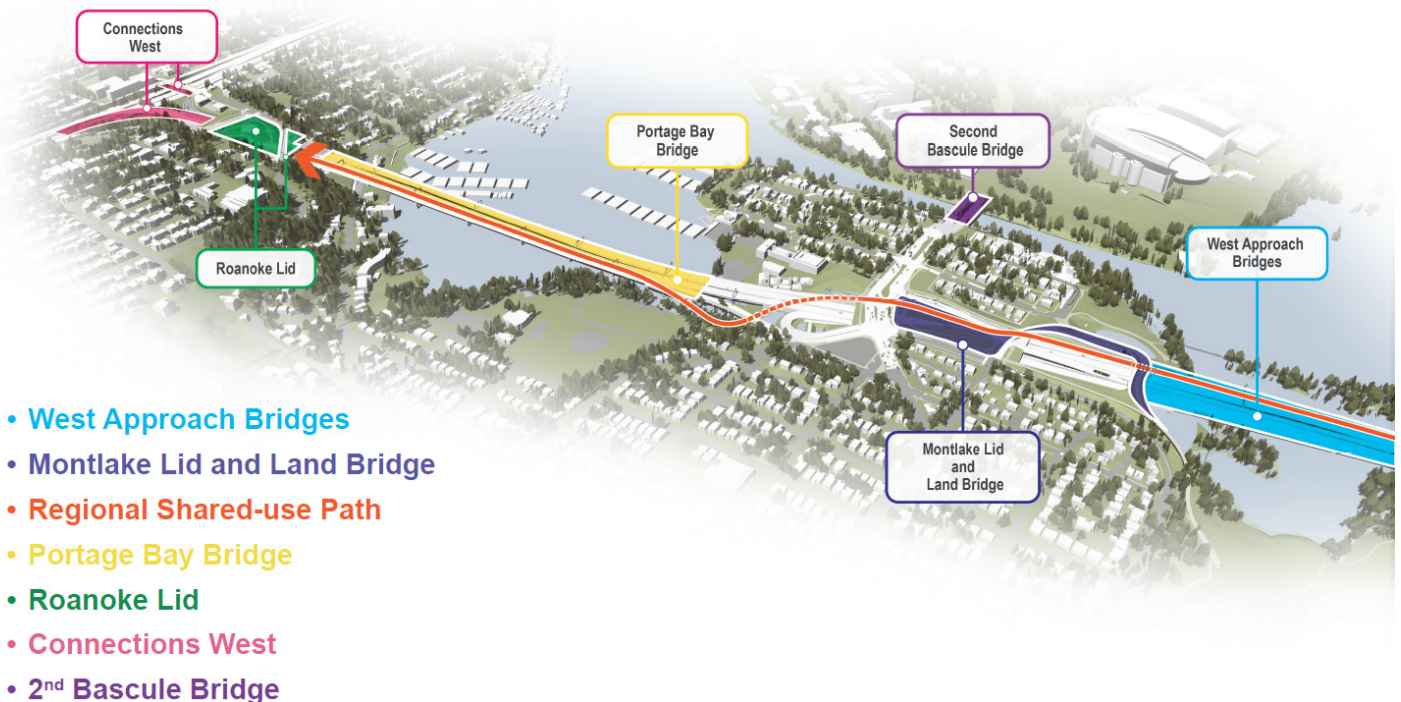 Connections
West
Portage Bay
Bridge
Second
Bascule Bridge
West Approach
Bridges
Roanoke Lid
Montlake Lid
and
Land Bridge
• West Approach Bridges
• Montlake Lid and Land Bridge
• Regional Shared-use Path
• Portage Bay Bridge
• Roanoke Lid
• Connections West
• 2nd Bascule Bridge